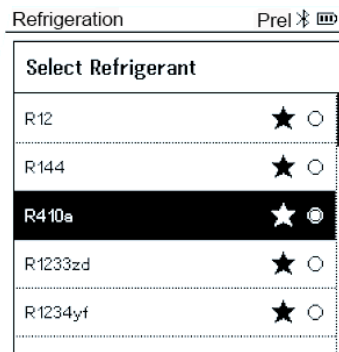 Refrigeration Prel
Select Refrigerant
R12
R144
R410a
R1233zd
R1234yf